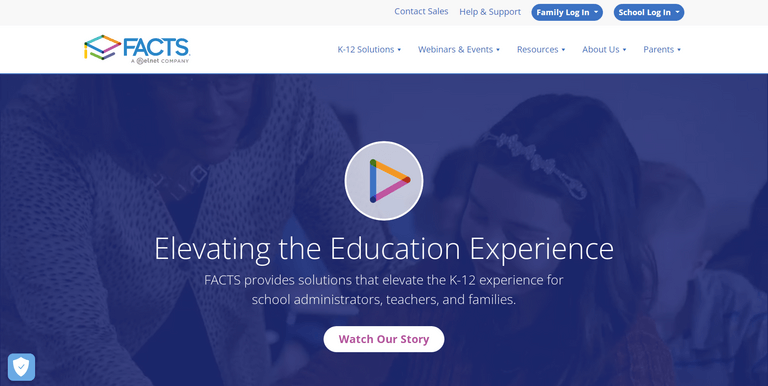 Contact Sales Help & Support Family Log In School Log In
FACTS
A nelnet COMPANY
K-12 Solutions Webinars & Events Resources About Us Parents
Elevating the Education Experience
FACTS provides solutions that elevate the K-12 experience for
school administrators, teachers, and families.
Watch Our Story